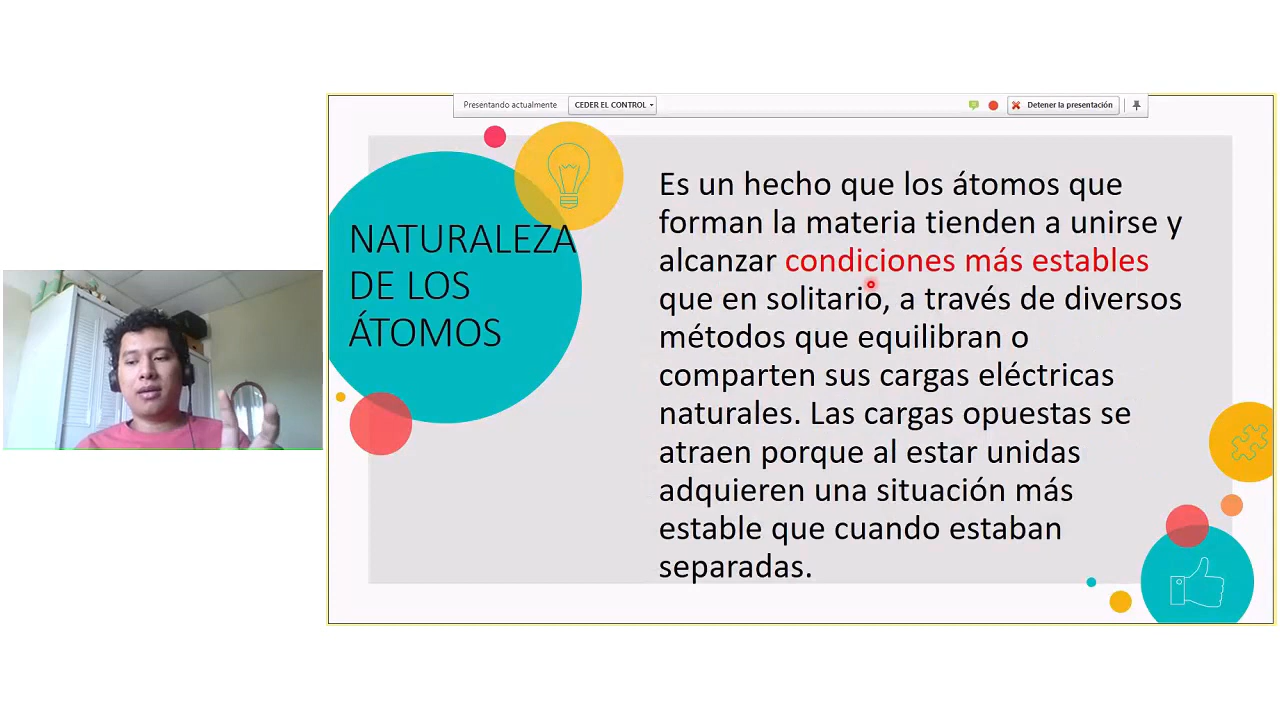 Presentando actualmente
CEDER EL CONTROL
Detener la presentación
NATURALEZA
DE LOS
ÁTOMOS
Es un hecho que los átomos que
forman la materia tienden a unirse y
alcanzar condiciones más estables
que en solitario, a través de diversos
métodos que equilibran o
comparten sus cargas eléctricas
naturales. Las cargas opuestas se
atraen porque al estar unidas
adquieren una situación más
estable que cuando estaban
separadas.